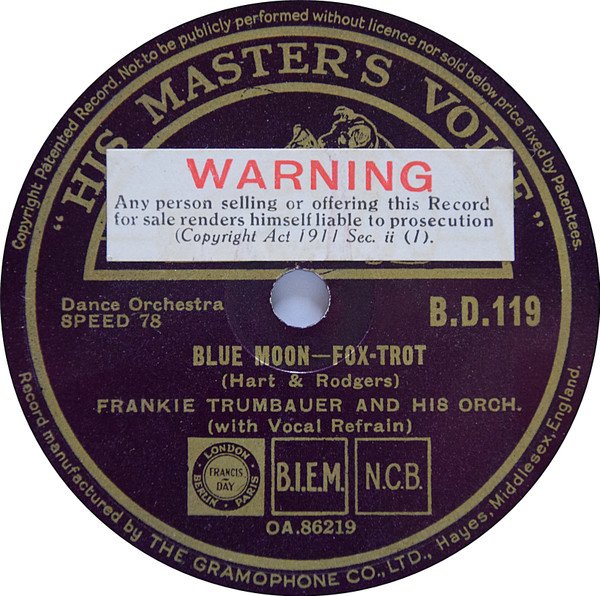 Copyright Patented Record. Not to be publicly performed without licence nor sold below price fixed by Patentees.
"HIS MASTER'S VOICE"
WARNING
Any person selling or offering this Record
for sale renders himself liable to prosecution
(Copyright Act 1911 Sec. ii (1).
Dance Orchestra
SPEED 78
B.D.119
BLUE MOON—FOX-TROT
(Hart & Rodgers)
FRANKIE TRUMBAUER AND HIS ORCH.
(with Vocal Refrain)
LONDON
FRANCIS
DAY
BERLIN PARIS
B.I.E.M.
N.C.B.
OA.86219
Record manufactured by THE GRAMOPHONE CO., LTD., Hayes, Middlesex, England.